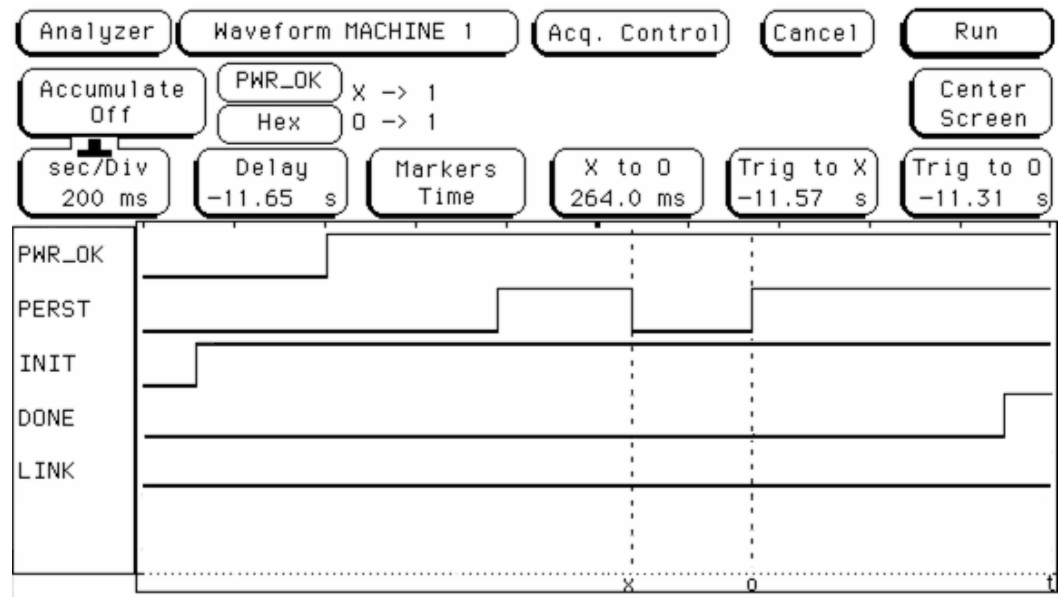 Analyzer Waveform MACHINE 1 Acq. Control Cancel Run
Accumulate Off
PWR_OK X -> 1
Hex O -> 1
Center Screen
sec/Div 200 ms
Delay -11.65 s
Markers Time
X to O 264.0 ms
Trig to X -11.57 s
Trig to O -11.31 s
PWR_OK
PERST
INIT
DONE
LINK
X O t